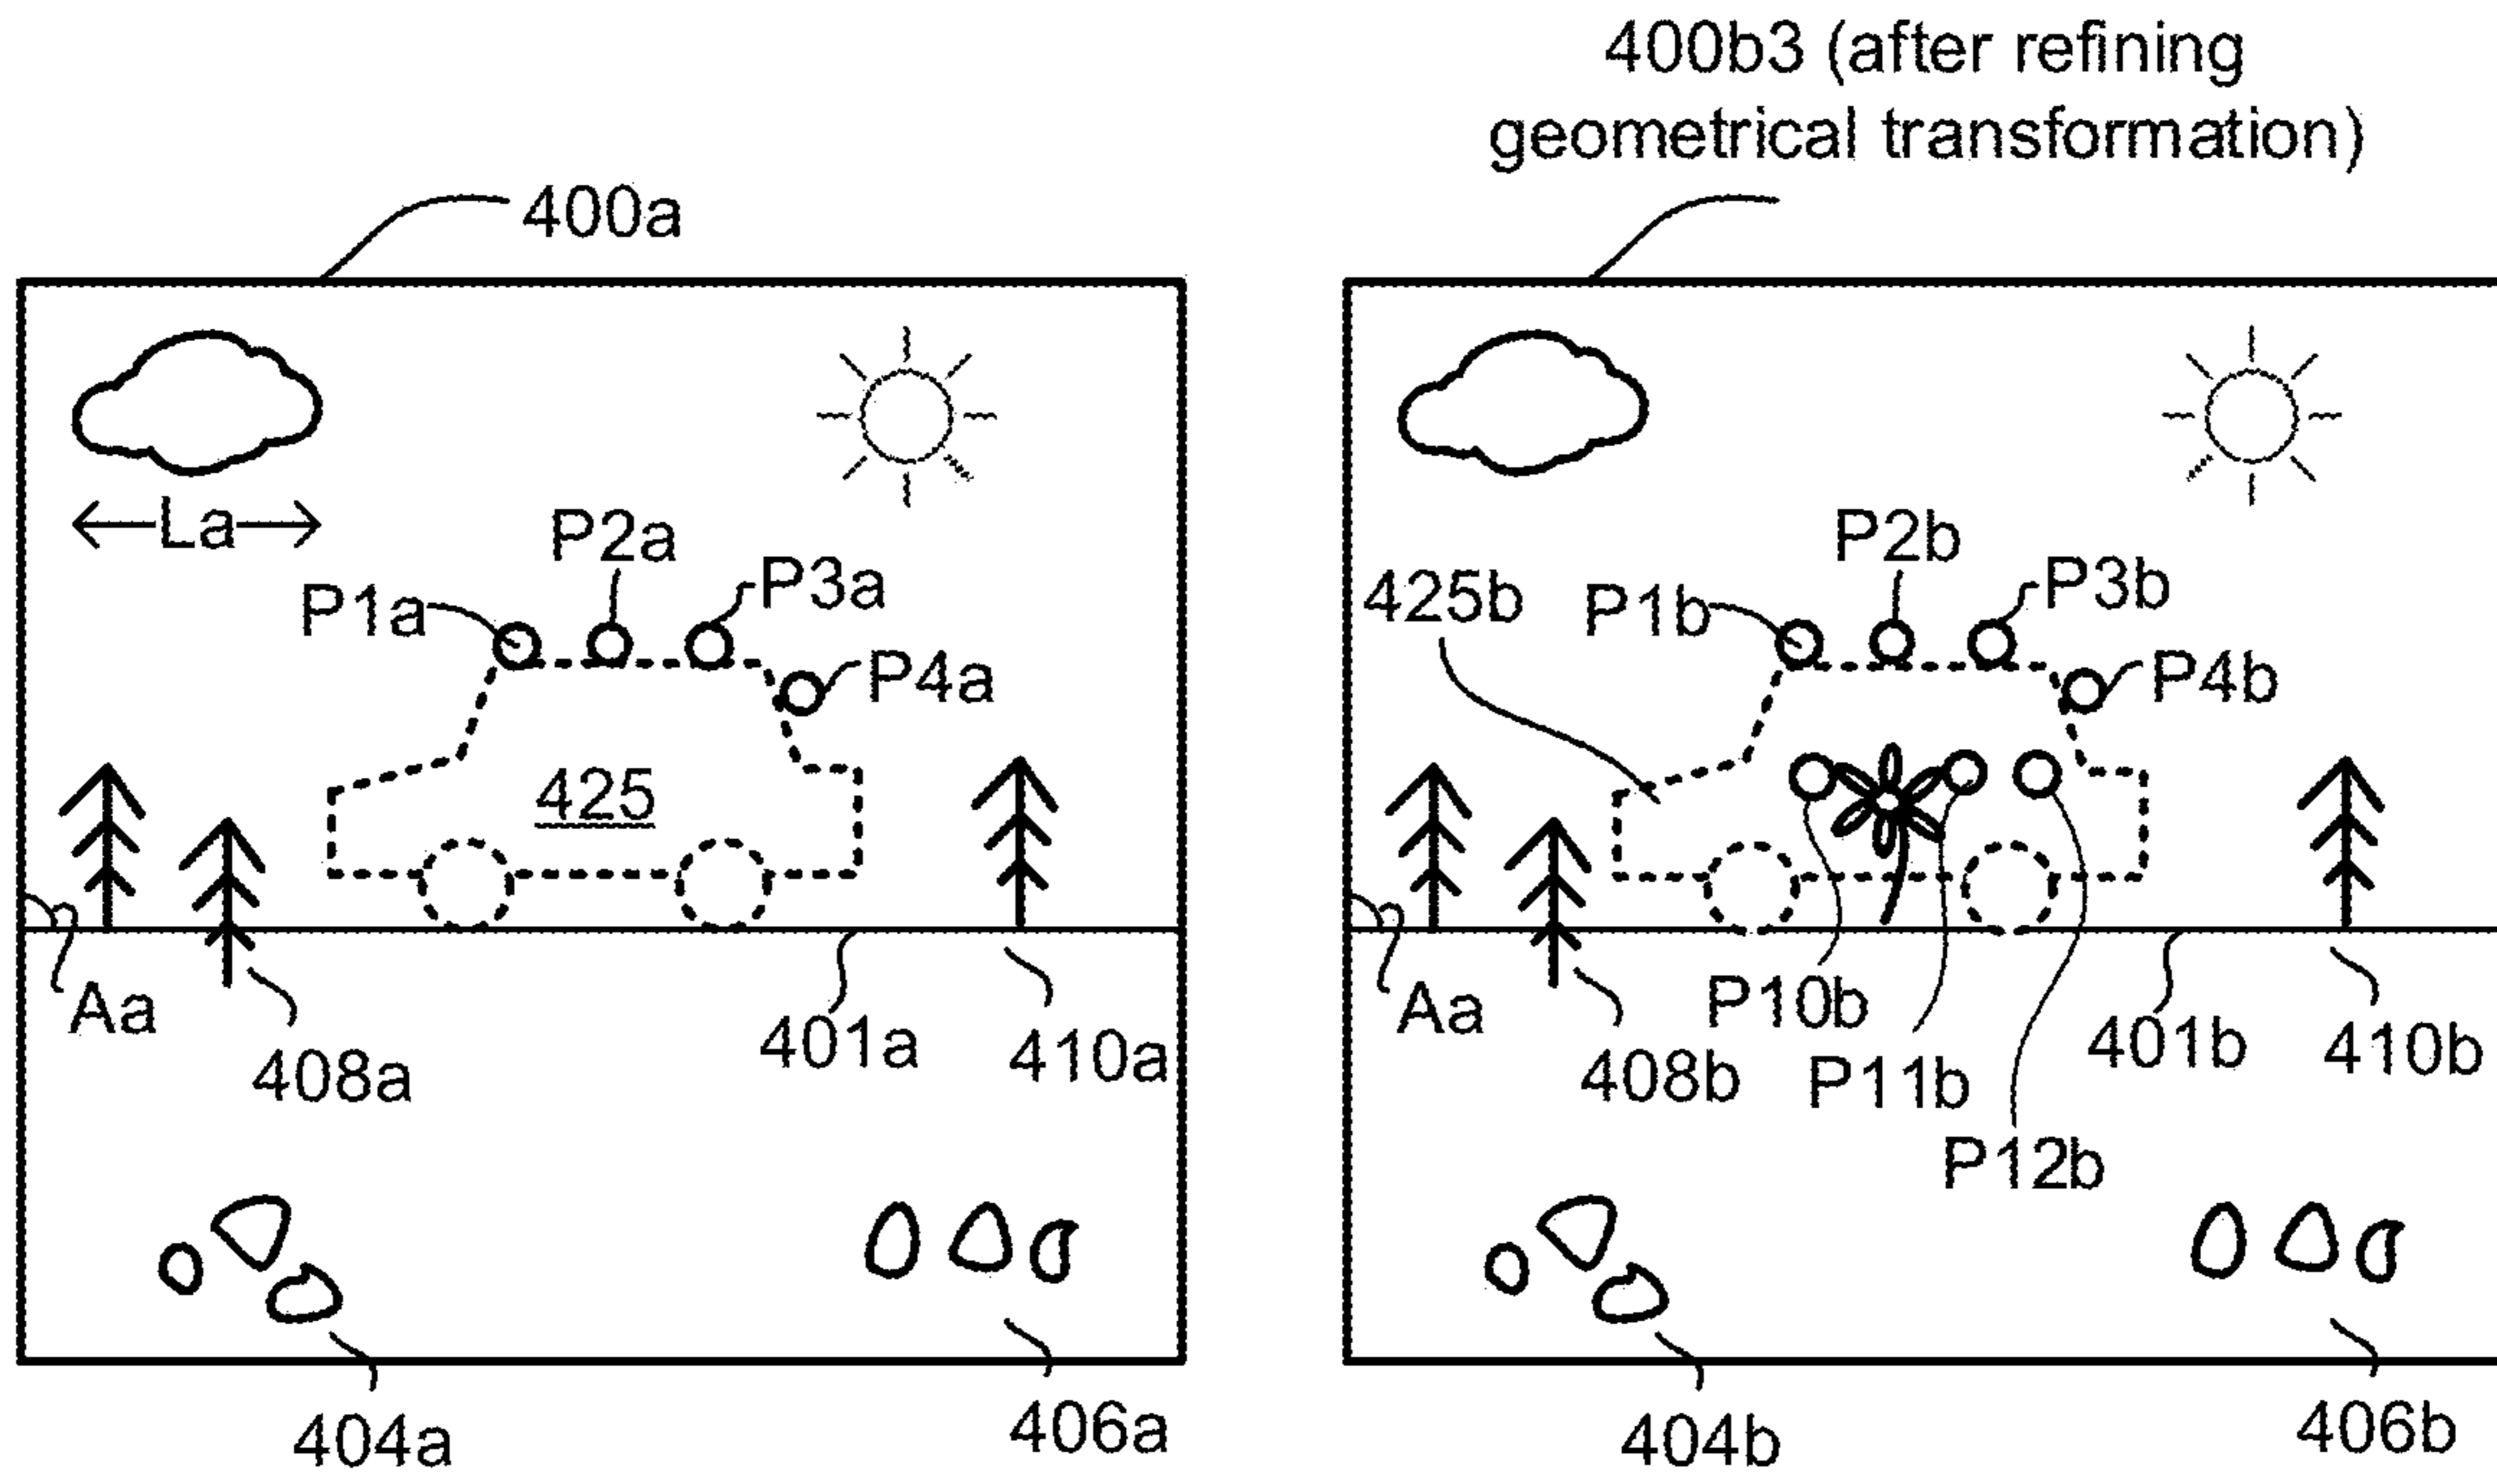 400b3 (after refining
geometrical transformation)
400a
La
P1a
P2a
P3a
P4a
425
Aa
408a
401a
410a
404a
406a
425b
P1b
P2b
P3b
P4b
Aa
408b
P10b
P11b
P12b
401b
410b
404b
406b